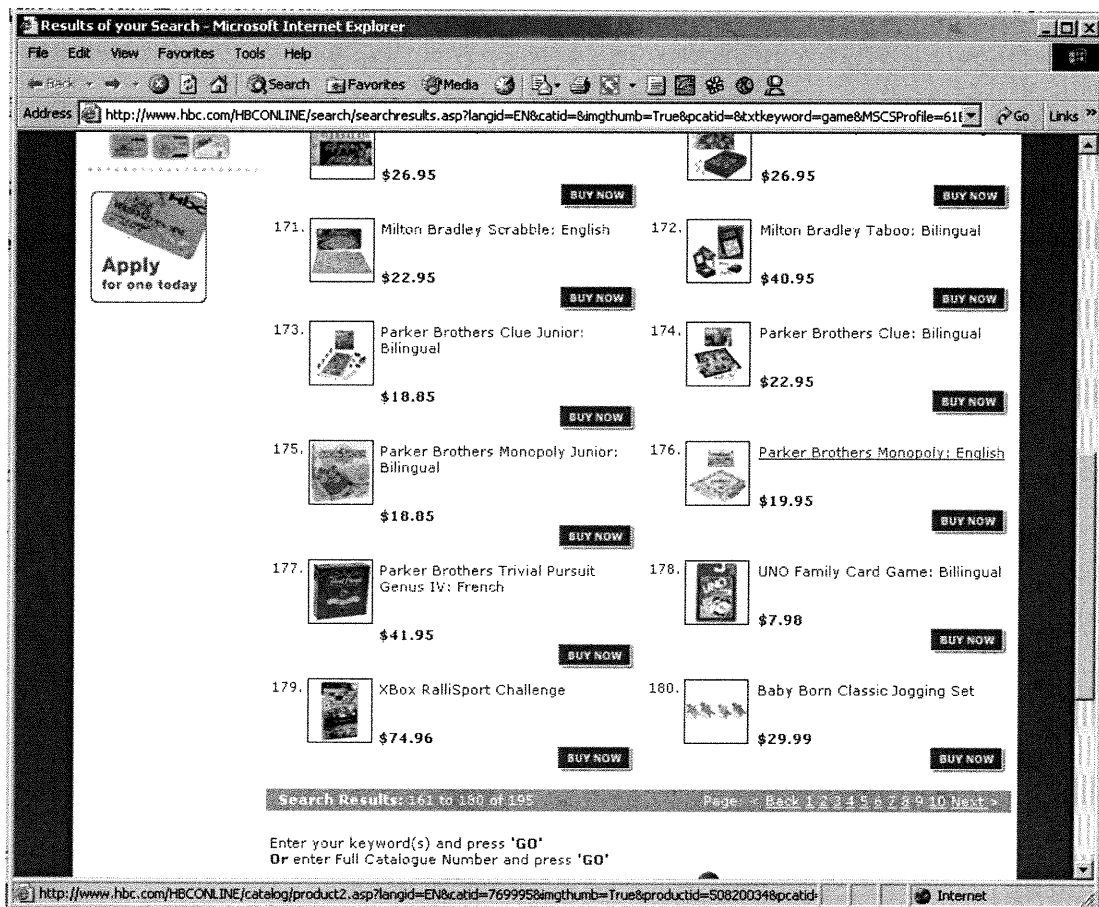 Results of your Search - Microsoft Internet Explorer
File Edit View Favorites Tools Help
Back Search Favorites Media
Address http://www.hbc.com/HBCONLINE/search/searchresults.asp?langid=EN&catid=&imgthumb=True&pcatid=&txtkeyword=game&MSCSProfile=61 Go Links »
$26.95 $26.95
BUY NOW BUY NOW
Hbc
Apply
for one today
171. Milton Bradley Scrabble: English 172. Milton Bradley Taboo: Bilingual
$22.95 $40.95
BUY NOW BUY NOW
173. Parker Brothers Clue Junior: 174. Parker Brothers Clue: Bilingual
Bilingual
$18.85 $22.95
BUY NOW BUY NOW
175. Parker Brothers Monopoly Junior: 176. Parker Brothers Monopoly: English
Bilingual
$18.85 $19.95
BUY NOW BUY NOW
177. Parker Brothers Trivial Pursuit 178. UNO Family Card Game: Billingual
Genus IV: French
$41.95 $7.98
BUY NOW BUY NOW
179. XBox RalliSport Challenge 180. Baby Born Classic Jogging Set
$74.96 $29.99
BUY NOW BUY NOW
Search Results: 161 to 180 of 195 Page: < Back 1 2 3 4 5 6 7 8 9 10 Next >
Enter your keyword(s) and press 'GO'
Or enter Full Catalogue Number and press 'GO'
http://www.hbc.com/HBCONLINE/catalog/product2.asp?langid=EN&catid=769995&imgthumb=True&productid=50820034&pcatid= Internet